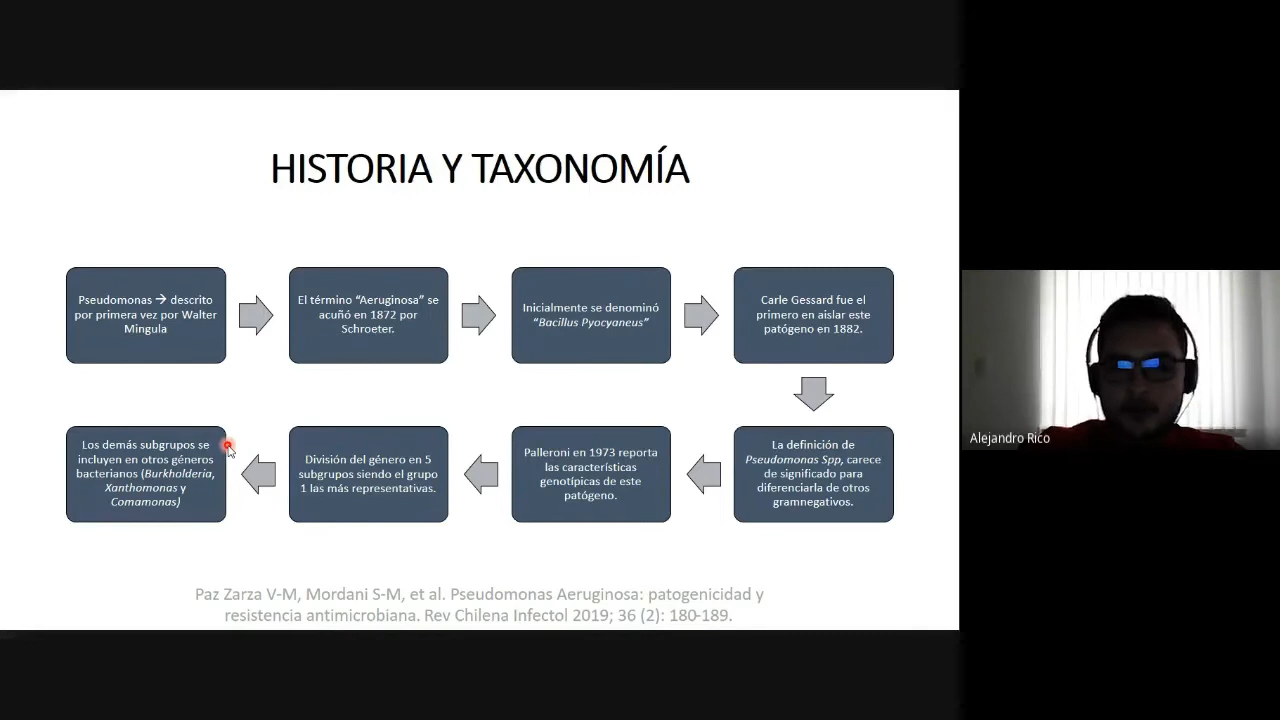 HISTORIA Y TAXONOMÍA
Pseudomonas → descrito
por primera vez por Walter
Mingula
El término “Aeruginosa” se
acuñó en 1872 por
Schroeter.
Inicialmente se denominó
“Bacillus Pyocyaneus”
Carle Gessard fue el
primero en aislar este
patógeno en 1882.
La definición de
Pseudomonas Spp, carece
de significado para
diferenciarla de otros
gramnegativos.
Palleroni en 1973 reporta
las características
genotípicas de este
patógeno.
División del género en 5
subgrupos siendo el grupo
1 las más representativas.
Los demás subgrupos se
incluyen en otros géneros
bacterianos (Burkholderia,
Xanthomonas y
Comamonas)
Paz Zarza V-M, Mordani S-M, et al. Pseudomonas Aeruginosa: patogenicidad y
resistencia antimicrobiana. Rev Chilena Infectol 2019; 36 (2): 180-189.
Alejandro Rico